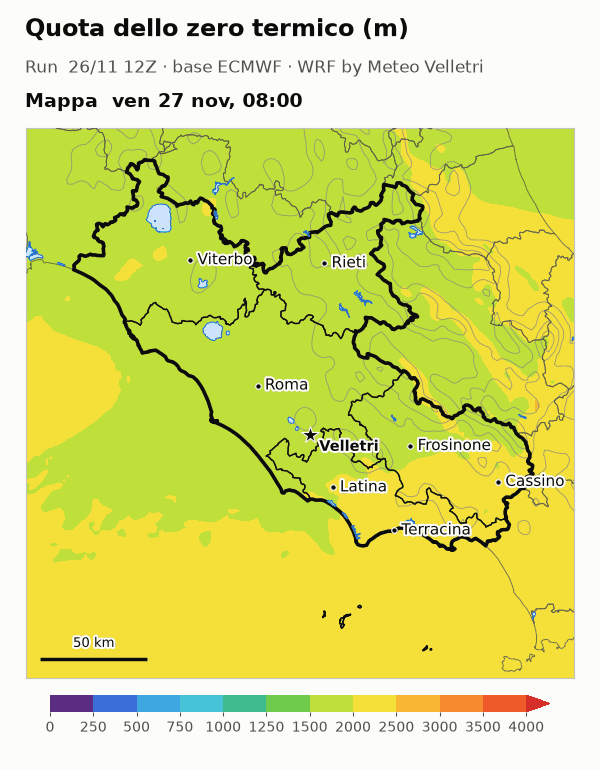 Quota dello zero termico (m)
Run 26/11 12Z · base ECMWF · WRF by Meteo Velletri
Mappa ven 27 nov, 08:00
Viterbo
Rieti
Roma
Velletri
Frosinone
Latina
Cassino
Terracina
50 km
0 250 500 750 1000 1250 1500 2000 2500 3000 3500 4000